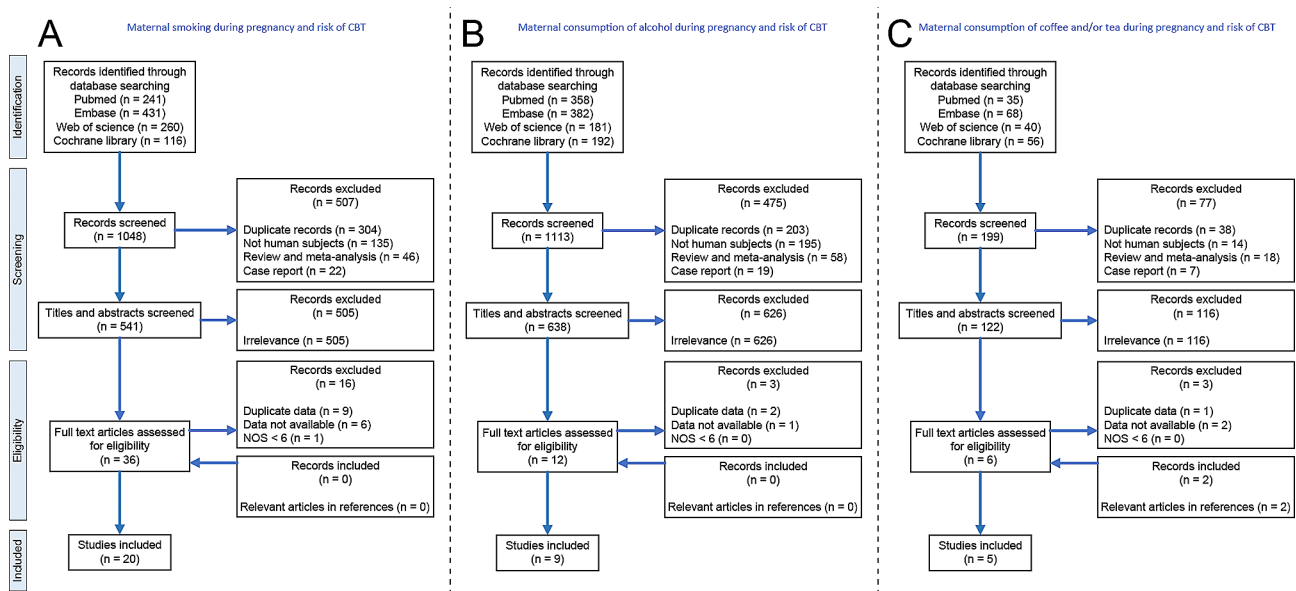 A
Maternal smoking during pregnancy and risk of CBT
Identification
Records identified through
database searching
Pubmed (n = 241)
Embase (n = 431)
Web of science (n = 260)
Cochrane library (n = 116)
Screening
Records screened
(n = 1048)
Records excluded
(n = 507)
Duplicate records (n = 304)
Not human subjects (n = 135)
Review and meta-analysis (n = 46)
Case report (n = 22)
Titles and abstracts screened
(n = 541)
Records excluded
(n = 505)
Irrelevance (n = 505)
Eligibility
Records excluded
(n = 16)
Duplicate data (n = 9)
Data not available (n = 6)
NOS < 6 (n = 1)
Full text articles assessed
for eligibility
(n = 36)
Records included
(n = 0)
Relevant articles in references (n = 0)
Included
Studies included
(n = 20)
B
Maternal consumption of alcohol during pregnancy and risk of CBT
Records identified through
database searching
Pubmed (n = 358)
Embase (n = 382)
Web of science (n = 181)
Cochrane library (n = 192)
Records screened
(n = 1113)
Records excluded
(n = 475)
Duplicate records (n = 203)
Not human subjects (n = 195)
Review and meta-analysis (n = 58)
Case report (n = 19)
Titles and abstracts screened
(n = 638)
Records excluded
(n = 626)
Irrelevance (n = 626)
Records excluded
(n = 3)
Duplicate data (n = 2)
Data not available (n = 1)
NOS < 6 (n = 0)
Full text articles assessed
for eligibility
(n = 12)
Records included
(n = 0)
Relevant articles in references (n = 0)
Studies included
(n = 9)
C
Maternal consumption of coffee and/or tea during pregnancy and risk of CBT
Records identified through
database searching
Pubmed (n = 35)
Embase (n = 68)
Web of science (n = 40)
Cochrane library (n = 56)
Records screened
(n = 199)
Records excluded
(n = 77)
Duplicate records (n = 38)
Not human subjects (n = 14)
Review and meta-analysis (n = 18)
Case report (n = 7)
Titles and abstracts screened
(n = 122)
Records excluded
(n = 116)
Irrelevance (n = 116)
Records excluded
(n = 3)
Duplicate data (n = 1)
Data not available (n = 2)
NOS < 6 (n = 0)
Full text articles assessed
for eligibility
(n = 6)
Records included
(n = 2)
Relevant articles in references (n = 2)
Studies included
(n = 5)